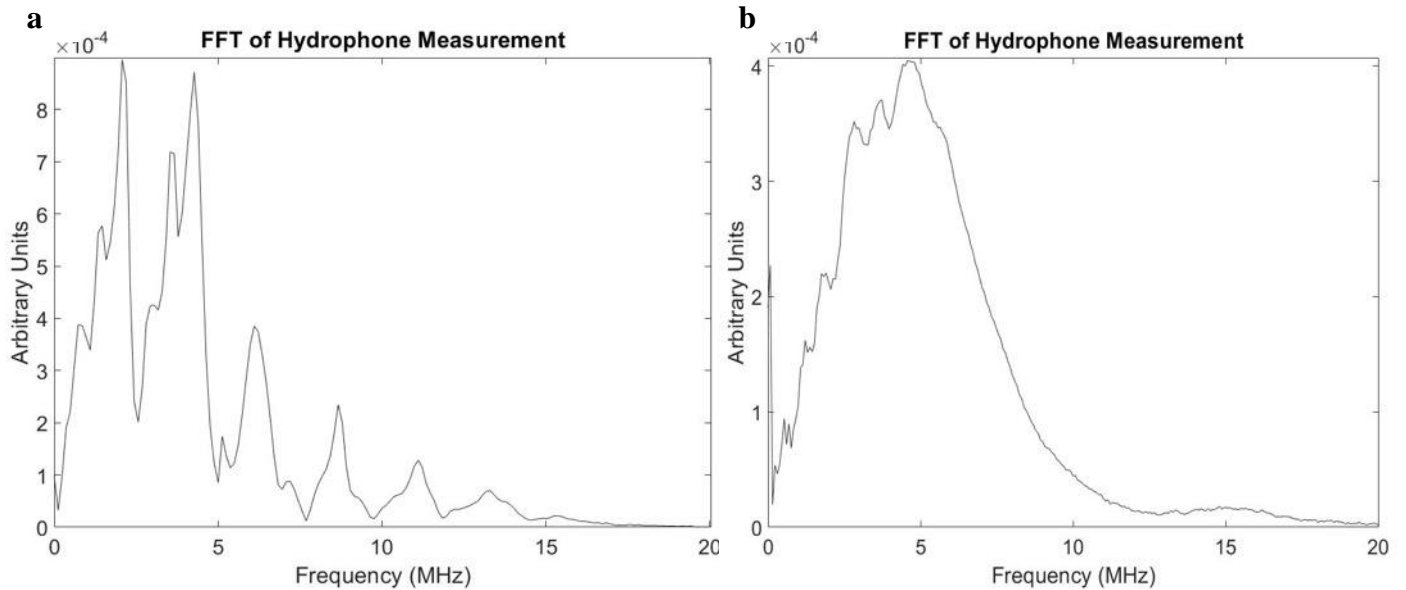 a
FFT of Hydrophone Measurement
×10-4
8
7
6
5
4
3
2
1
0
Arbitrary Units
0 5 10 15 20
Frequency (MHz)
b
FFT of Hydrophone Measurement
×10-4
4
3
2
1
0
Arbitrary Units
0 5 10 15 20
Frequency (MHz)